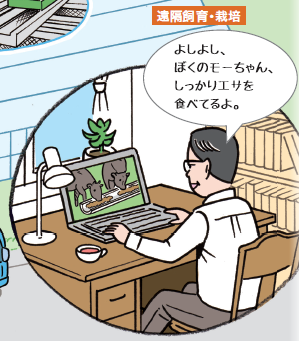 遠隔飼育・栽培
よしよし、
ぼくのモーちゃん、
しっかりエサを
食べてるよ。